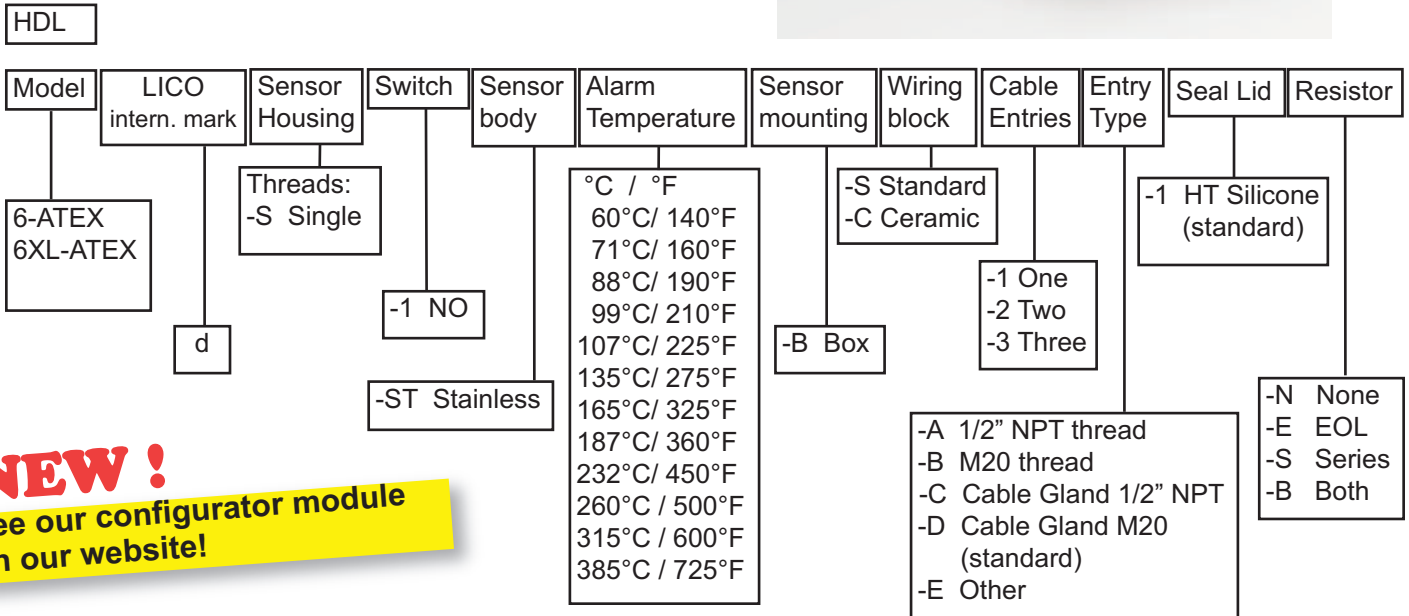 HDL
Model
LICO
intern. mark
Sensor
Housing
Switch
Sensor
body
Alarm
Temperature
Sensor
mounting
Wiring
block
Cable
Entries
Entry
Type
Seal Lid
Resistor
6-ATEX
6XL-ATEX
d
Threads:
-S Single
-1 NO
-ST Stainless
°C / °F
60°C/ 140°F
71°C/ 160°F
88°C/ 190°F
99°C/ 210°F
107°C/ 225°F
135°C/ 275°F
165°C/ 325°F
187°C/ 360°F
232°C/ 450°F
260°C / 500°F
315°C / 600°F
385°C / 725°F
-B Box
-S Standard
-C Ceramic
-1 One
-2 Two
-3 Three
-A 1/2” NPT thread
-B M20 thread
-C Cable Gland 1/2” NPT
-D Cable Gland M20
(standard)
-E Other
-1 HT Silicone
(standard)
-N None
-E EOL
-S Series
-B Both
NEW !
ee our configurator module
n our website!